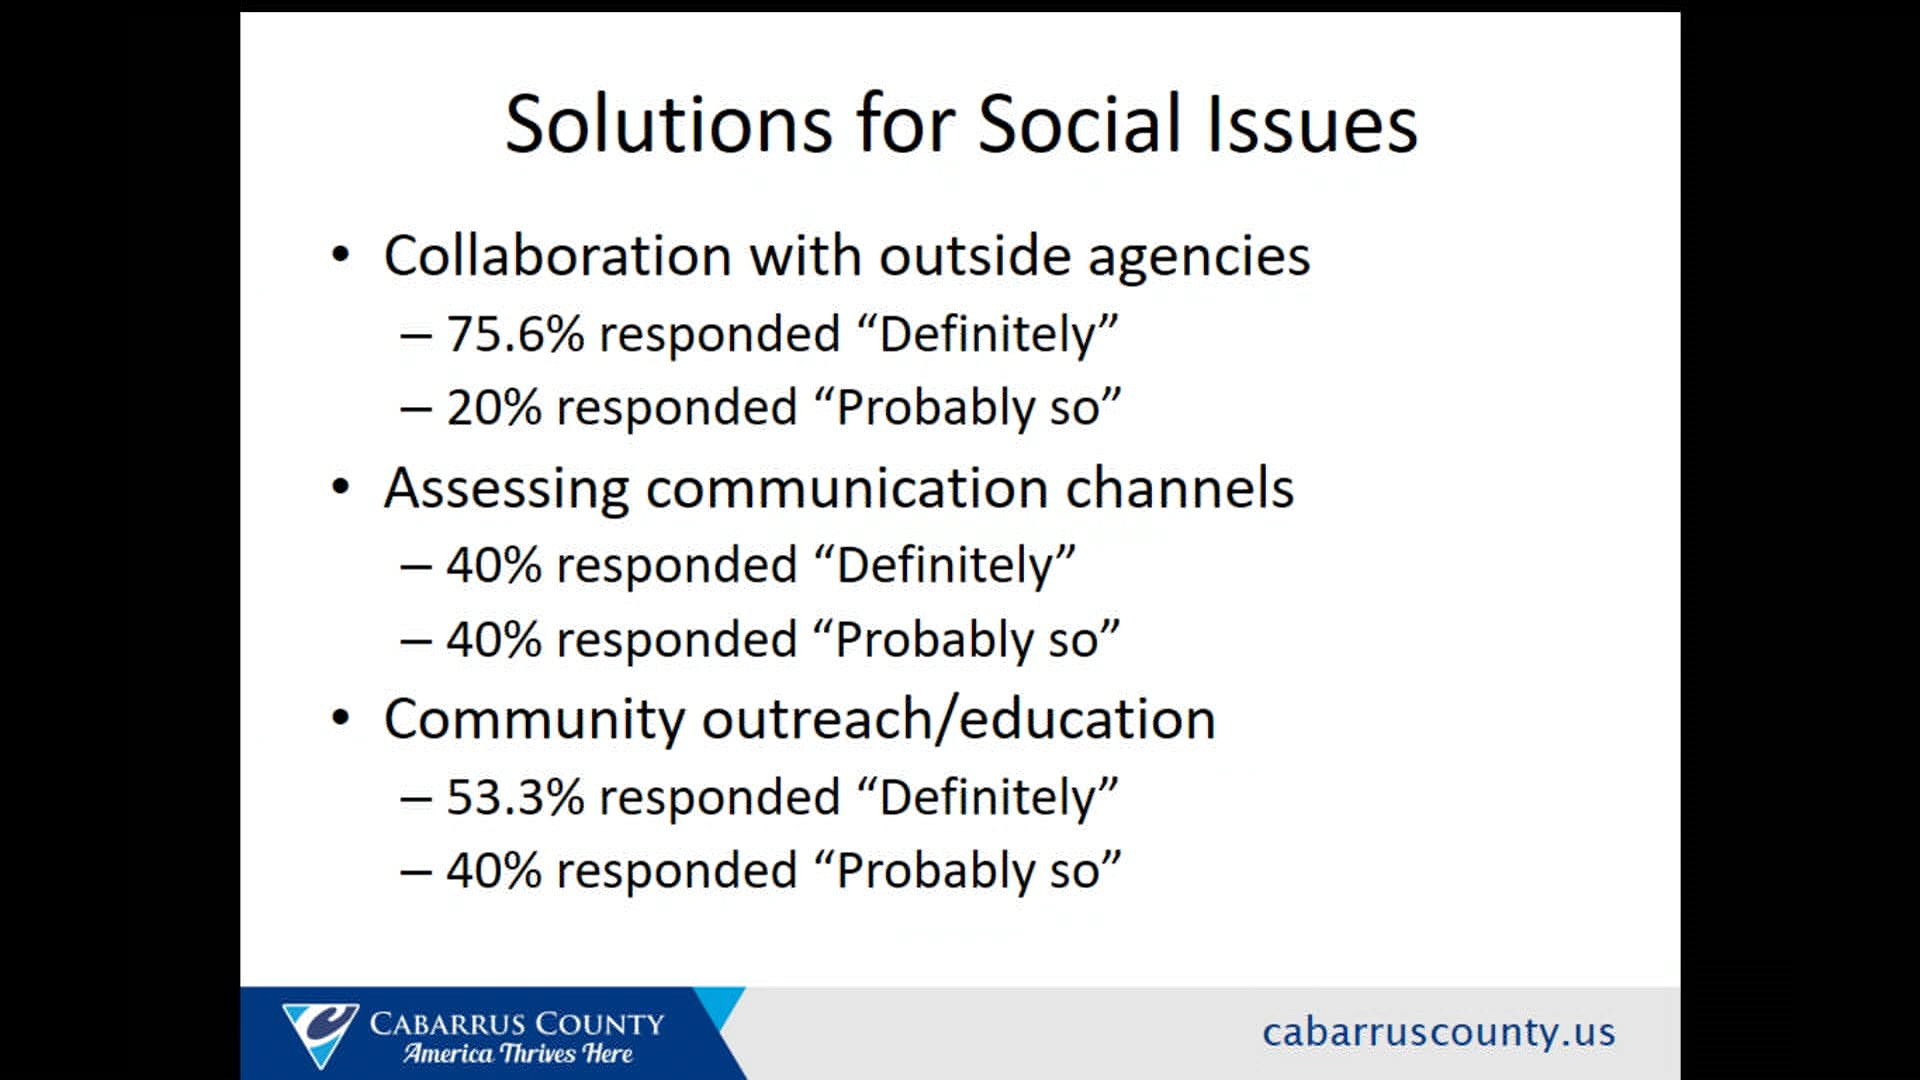 Solutions for Social Issues
• Collaboration with outside agencies
– 75.6% responded “Definitely”
– 20% responded “Probably so”
• Assessing communication channels
– 40% responded “Definitely”
– 40% responded “Probably so”
• Community outreach/education
– 53.3% responded “Definitely”
– 40% responded “Probably so”
CABARRUS COUNTY
America Thrives Here
cabarruscounty.us